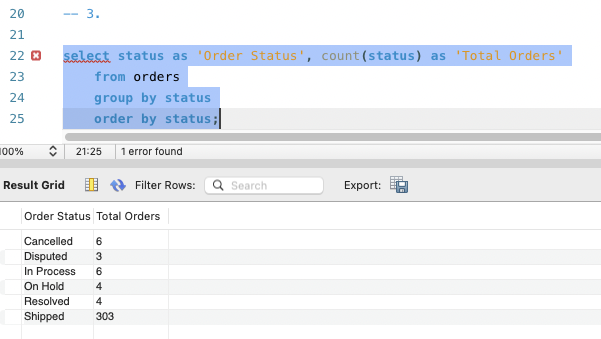 20 -- 3.
21
22 select status as 'Order Status', count(status) as 'Total Orders'
23 from orders
24 group by status
25 order by status;
100% 21:25 1 error found
Result Grid Filter Rows: Search Export:
Order Status Total Orders
Cancelled 6
Disputed 3
In Process 6
On Hold 4
Resolved 4
Shipped 303